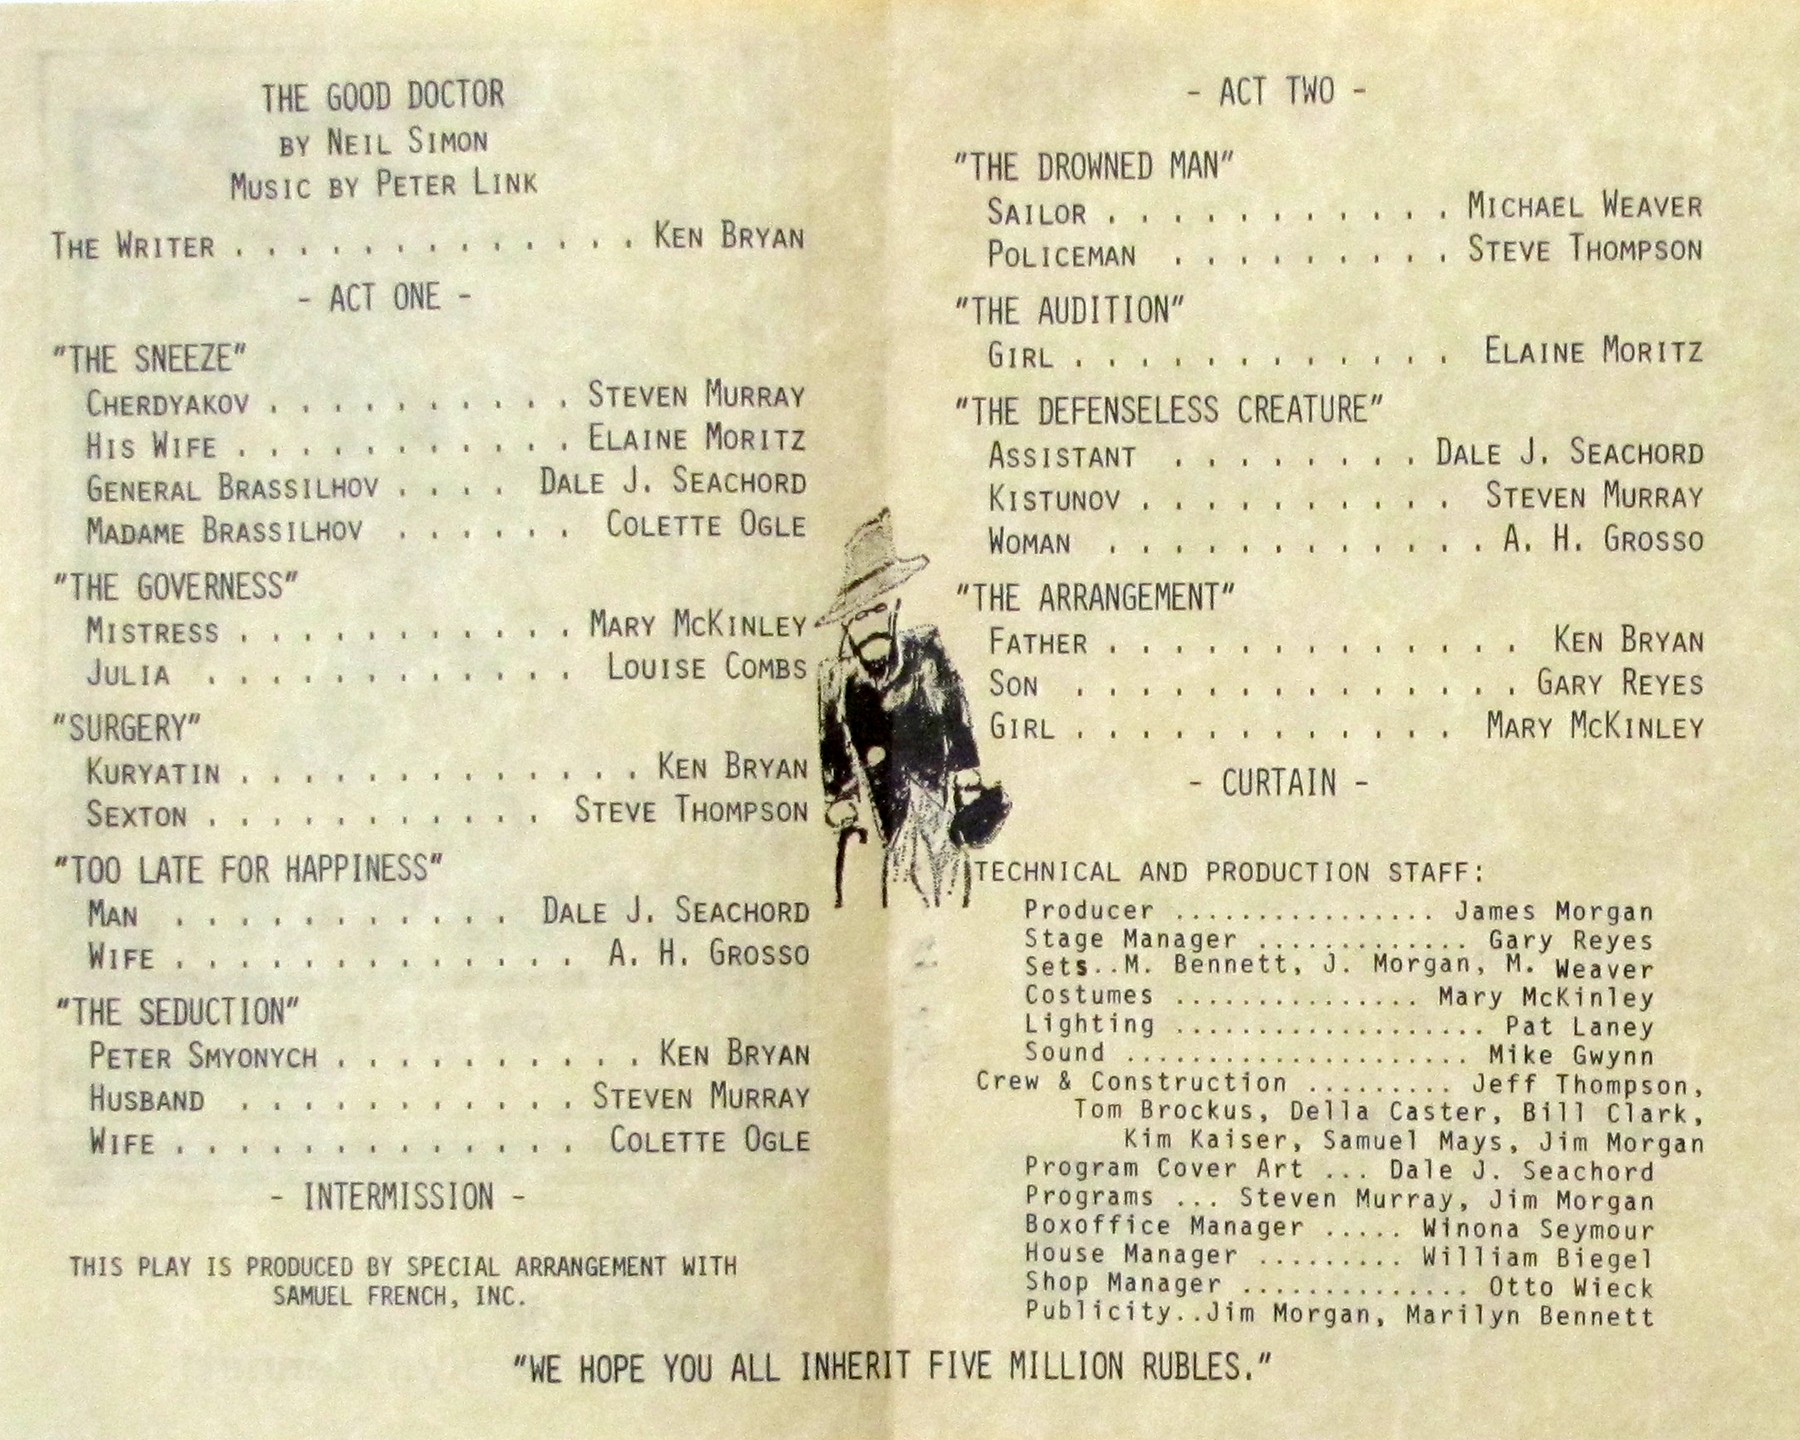 THE GOOD DOCTOR
BY NEIL SIMON
MUSIC BY PETER LINK
THE WRITER . . . . . . . . . . . . . KEN BRYAN
- ACT ONE -
"THE SNEEZE"
CHERDYAKOV . . . . . . . . . . STEVEN MURRAY
HIS WIFE . . . . . . . . . . . ELAINE MORITZ
GENERAL BRASSILHOV . . . . DALE J. SEACHORD
MADAME BRASSILHOV . . . . . . COLETTE OGLE
"THE GOVERNESS"
MISTRESS . . . . . . . . . . . MARY MCKINLEY
JULIA . . . . . . . . . . . . LOUISE COMBS
"SURGERY"
KURYATIN . . . . . . . . . . . . . KEN BRYAN
SEXTON . . . . . . . . . . . STEVE THOMPSON
"TOO LATE FOR HAPPINESS"
MAN . . . . . . . . . . . DALE J. SEACHORD
WIFE . . . . . . . . . . . . . A. H. GROSSO
"THE SEDUCTION"
PETER SMYONYCH . . . . . . . . . . KEN BRYAN
HUSBAND . . . . . . . . . . . STEVEN MURRAY
WIFE . . . . . . . . . . . . . COLETTE OGLE
- INTERMISSION -
THIS PLAY IS PRODUCED BY SPECIAL ARRANGEMENT WITH
SAMUEL FRENCH, INC.
- ACT TWO -
"THE DROWNED MAN"
SAILOR . . . . . . . . . . . MICHAEL WEAVER
POLICEMAN . . . . . . . . . STEVE THOMPSON
"THE AUDITION"
GIRL . . . . . . . . . . . . ELAINE MORITZ
"THE DEFENSELESS CREATURE"
ASSISTANT . . . . . . . . DALE J. SEACHORD
KISTUNOV . . . . . . . . . . STEVEN MURRAY
WOMAN . . . . . . . . . . . . A. H. GROSSO
"THE ARRANGEMENT"
FATHER . . . . . . . . . . . . . KEN BRYAN
SON . . . . . . . . . . . . . . GARY REYES
GIRL . . . . . . . . . . . . MARY MCKINLEY
- CURTAIN -
TECHNICAL AND PRODUCTION STAFF:
Producer ................ James Morgan
Stage Manager ............. Gary Reyes
Sets..M. Bennett, J. Morgan, M. Weaver
Costumes ............... Mary McKinley
Lighting ................... Pat Laney
Sound ..................... Mike Gwynn
Crew & Construction ......... Jeff Thompson,
Tom Brockus, Della Caster, Bill Clark,
Kim Kaiser, Samuel Mays, Jim Morgan
Program Cover Art ... Dale J. Seachord
Programs ... Steven Murray, Jim Morgan
Boxoffice Manager ..... Winona Seymour
House Manager ......... William Biegel
Shop Manager .............. Otto Wieck
Publicity..Jim Morgan, Marilyn Bennett
"WE HOPE YOU ALL INHERIT FIVE MILLION RUBLES."